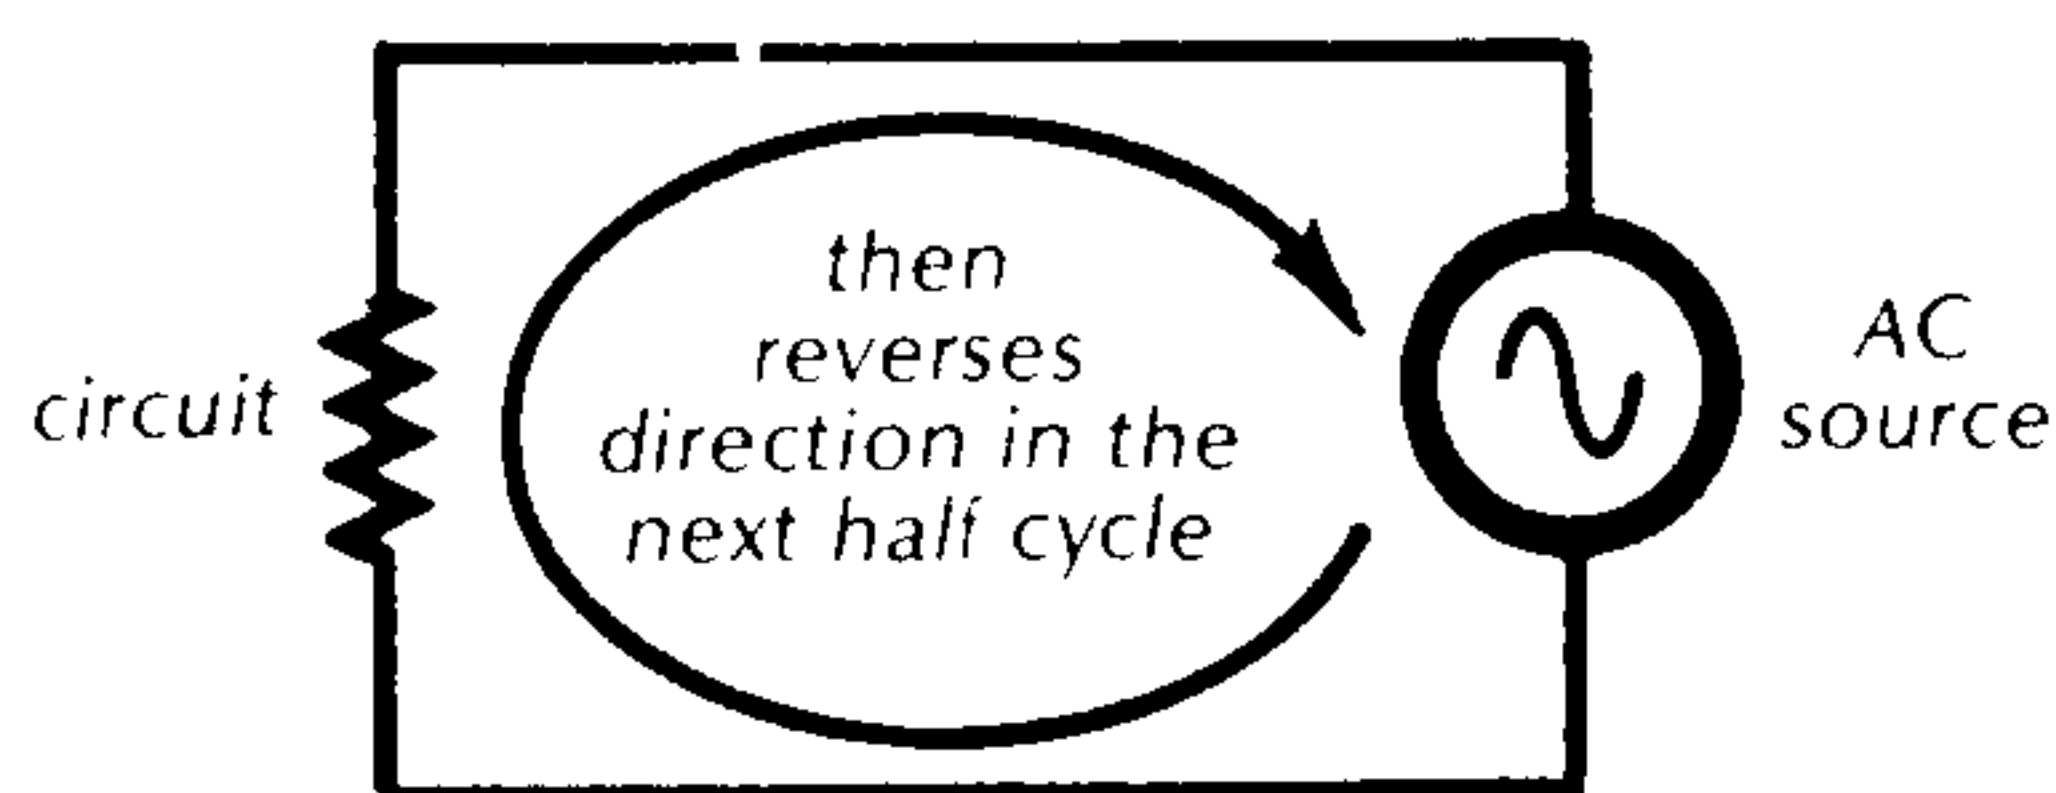 then
reverses
direction in the
next half cycle
circuit
AC
source